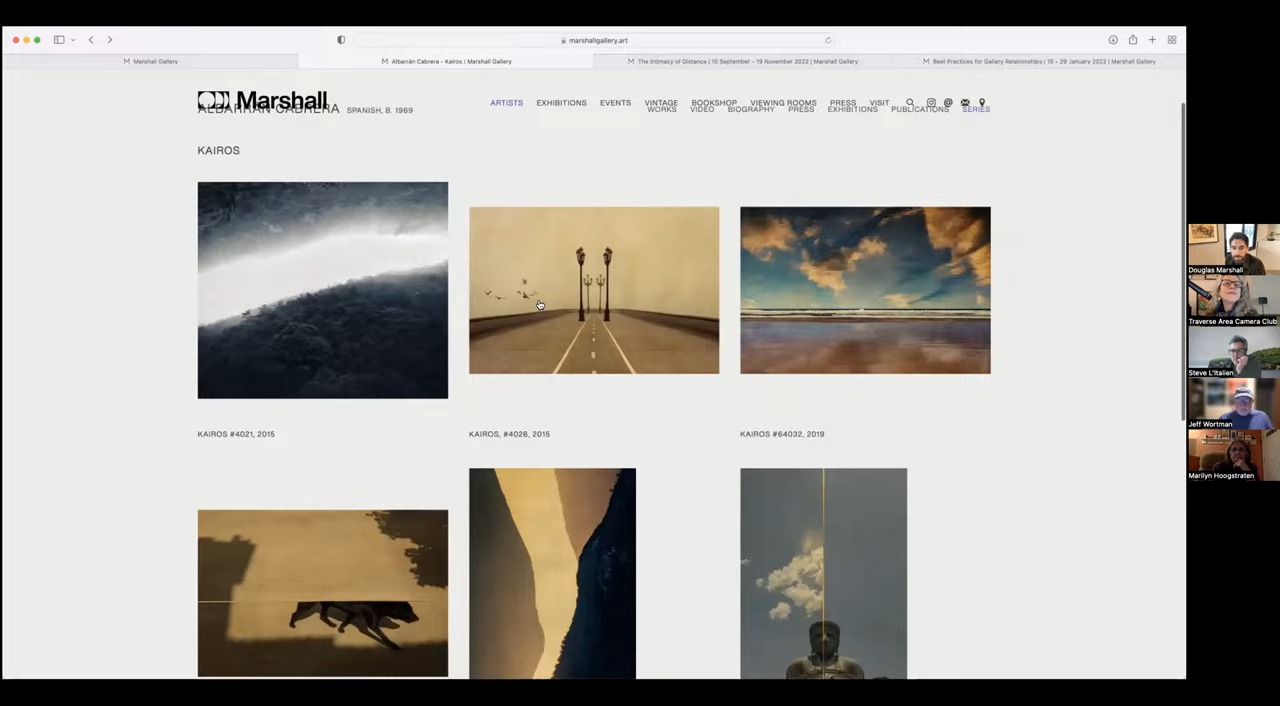 marshallgallery.art
M Marshall Gallery
M Albarrán Cabrera - Kairos | Marshall Gallery
M The Intimacy of Distance | 10 September - 19 November 2022 | Marshall Gallery
M Best Practices for Gallery Relationships | 15 - 29 January 2022 | Marshall Gallery
Marshall
ARTISTS EXHIBITIONS EVENTS VINTAGE BOOKSHOP VIEWING ROOMS PRESS VISIT
ALBARRÁN CABRERA SPANISH, B. 1969
WORKS VIDEO BIOGRAPHY PRESS EXHIBITIONS PUBLICATIONS SERIES
KAIROS
KAIROS #4021, 2015
KAIROS, #4026, 2015
KAIROS #64032, 2019
Douglas Marshall
Traverse Area Camera Club
Steve L'Italien
Jeff Wortman
Marilyn Hoogstraten